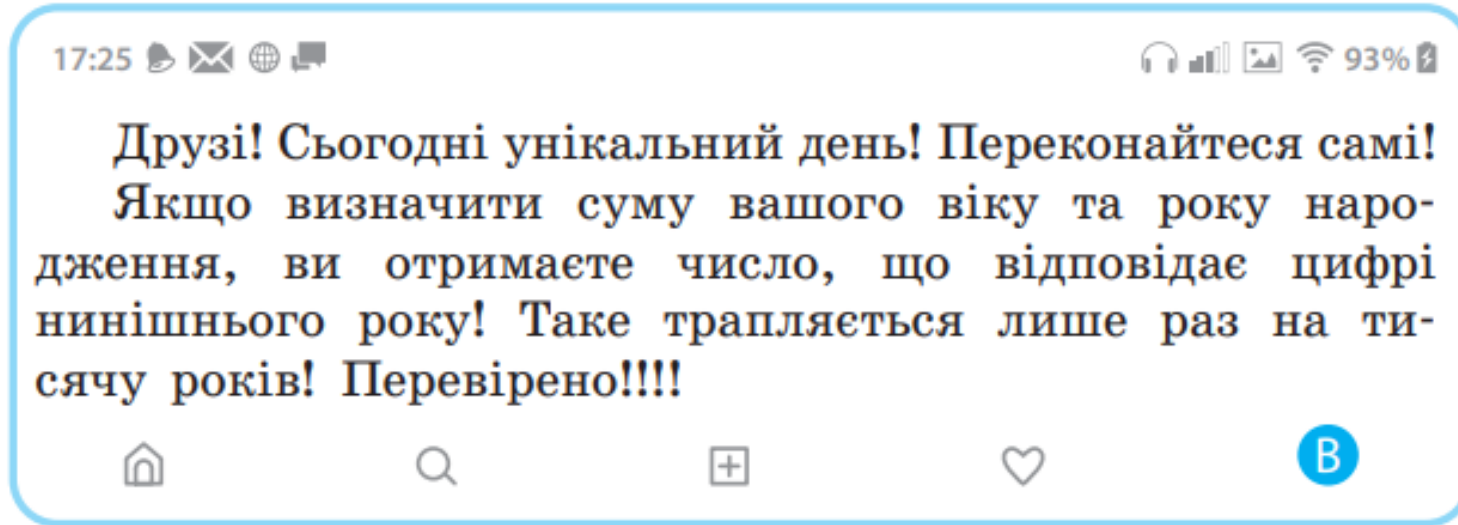 17:25 93%
Друзі! Сьогодні унікальний день! Переконайтеся самі!
Якщо визначити суму вашого віку та року наро-
дження, ви отримаєте число, що відповідає цифрі
нинішнього року! Таке трапляється лише раз на ти-
сячу років! Перевірено!!!!
B